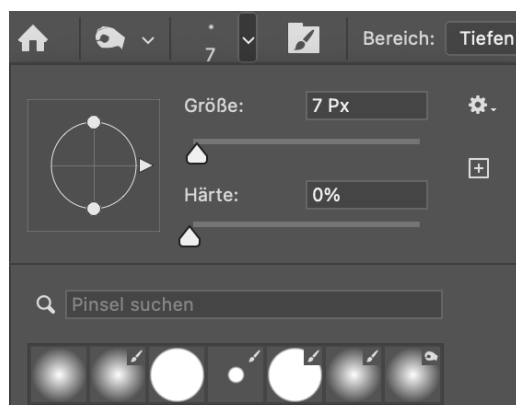 7 Bereich: Tiefen
Größe: 7 Px
Härte: 0%
Pinsel suchen